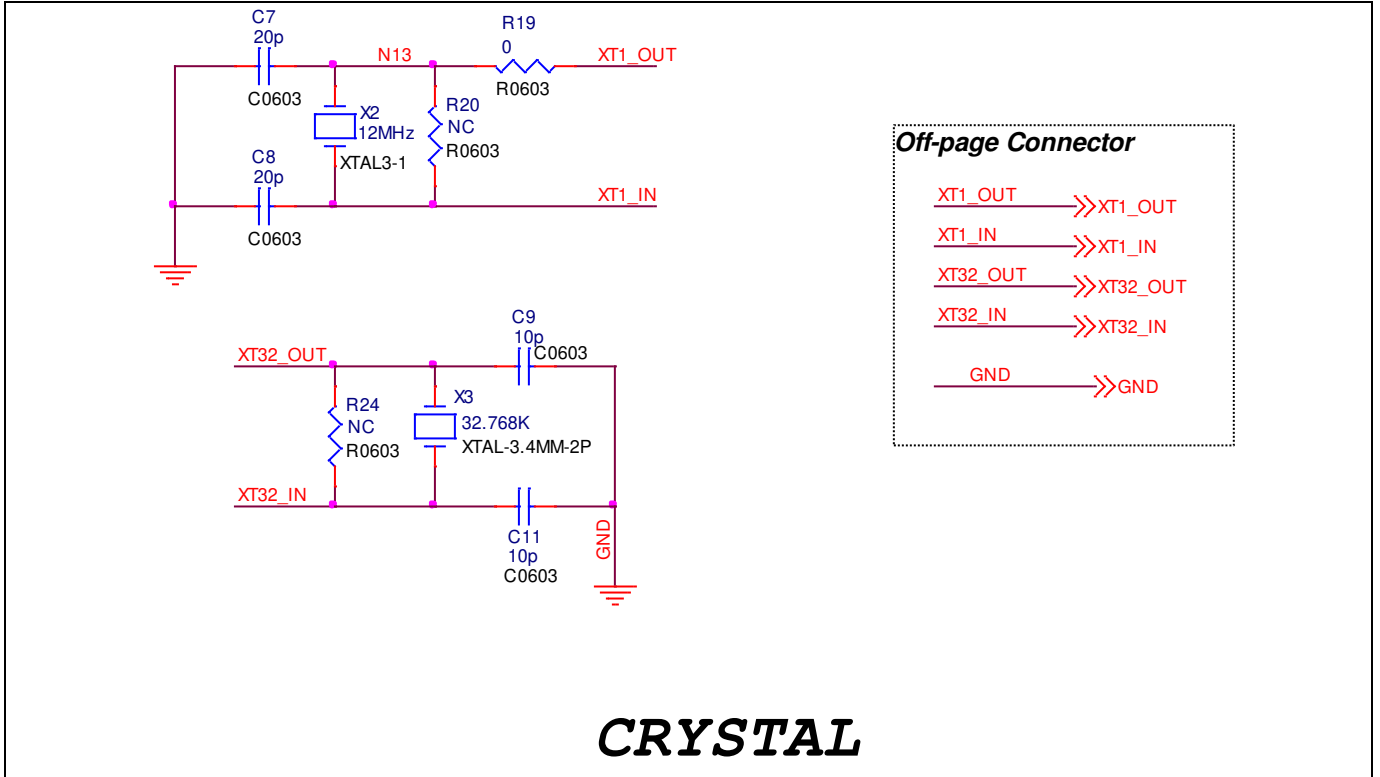 C7
20p
C0603
N13
R19
0
R0603
XT1_OUT
X2
12MHz
XTAL3-1
R20
NC
R0603
C8
20p
C0603
XT1_IN
Off-page Connector
XT1_OUT
XT1_OUT
XT1_IN
XT1_IN
XT32_OUT
XT32_OUT
XT32_IN
XT32_IN
GND
GND
C9
10p
C0603
XT32_OUT
R24
NC
R0603
X3
32.768K
XTAL-3.4MM-2P
XT32_IN
C11
10p
C0603
GND
CRYSTAL